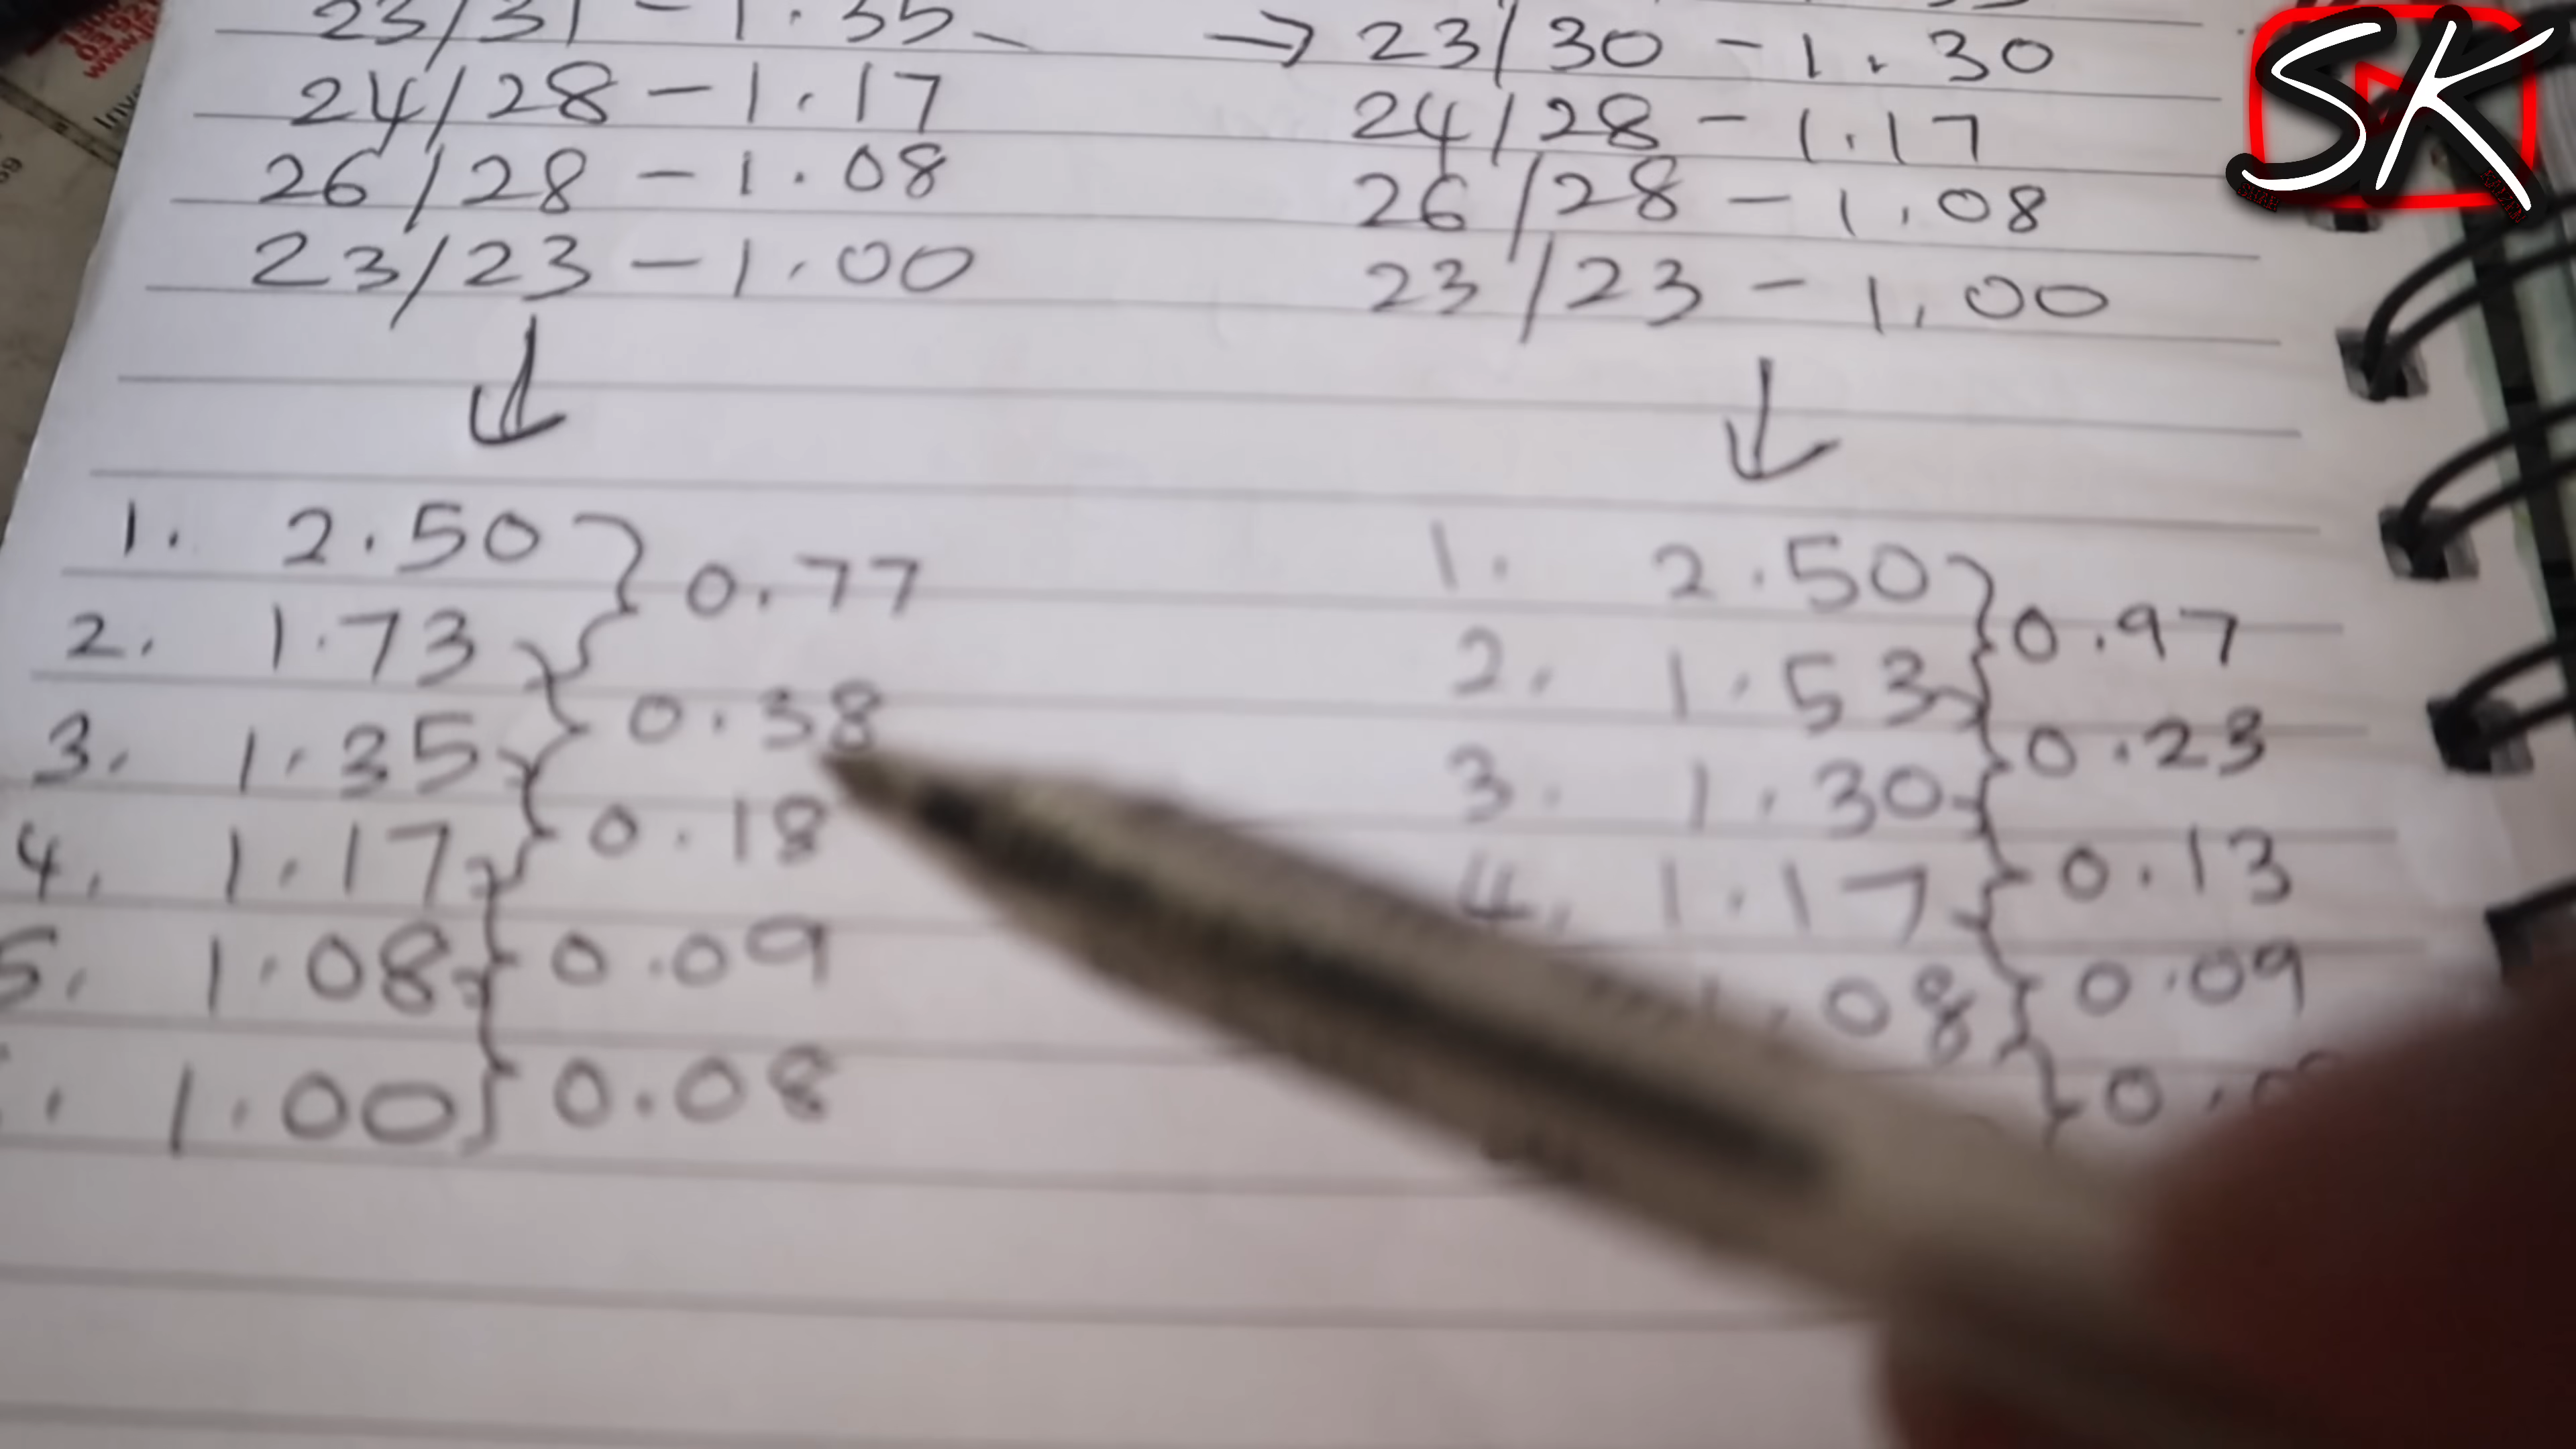 23/31 - 1.35
24/28 - 1.17
26/28 - 1.08
23/23 - 1.00
→ 23/30 - 1.30
24/28 - 1.17
26/28 - 1.08
23/23 - 1.00
1. 2.50
0.77
2. 1.73
0.38
3. 1.35
0.18
4. 1.17
0.09
5. 1.08
0.08
1.00
1. 2.50
0.97
2. 1.53
0.23
3. 1.30
0.13
4. 1.17
0.09
1.08
SK